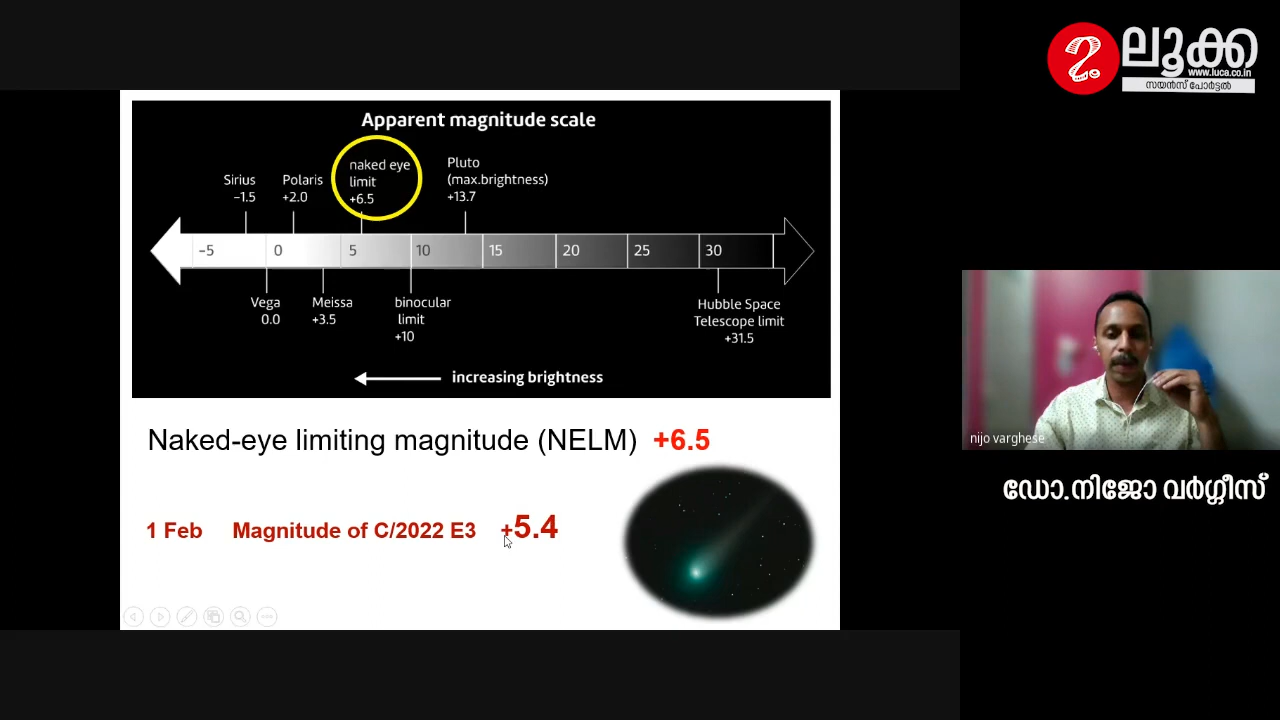 ലൂക്ക
www.luca.co.in
സയൻസ് പോർട്ടൽ
Apparent magnitude scale
naked eye
limit
+6.5
Pluto
(max.brightness)
+13.7
Sirius
−1.5
Polaris
+2.0
-5 0 5 10 15 20 25 30
Vega
0.0
Meissa
+3.5
binocular
limit
+10
Hubble Space
Telescope limit
+31.5
increasing brightness
Naked-eye limiting magnitude (NELM) +6.5
1 Feb Magnitude of C/2022 E3 +5.4
nijo varghese
ഡോ.നിജോ വർഗ്ഗീസ്